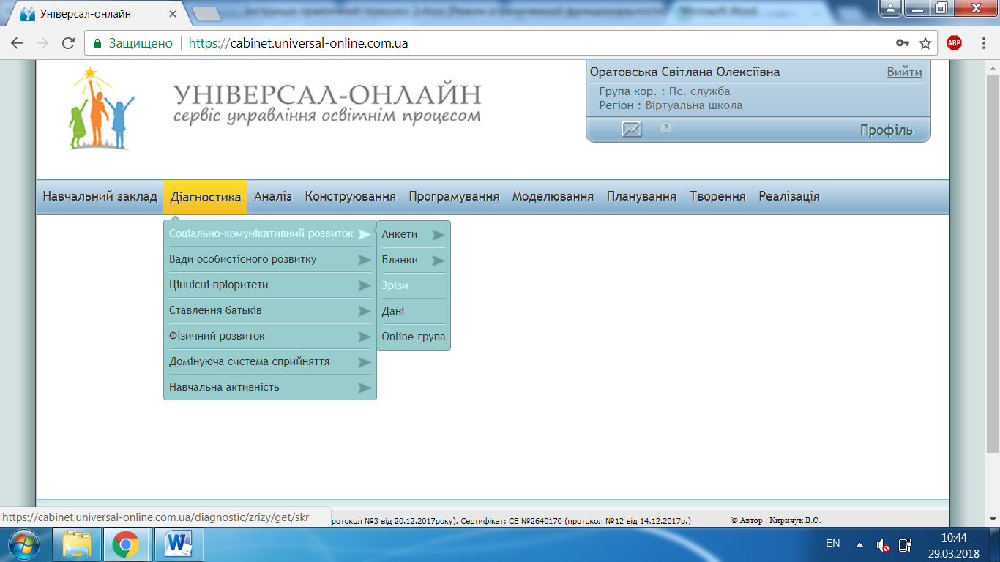 Універсал-онлайн
Защищено
https://cabinet.universal-online.com.ua
ABP
УНІВЕРСАЛ-ОНЛАЙН
сервіс управління освітнім процесом
Оратовська Світлана Олексіївна
Вийти
Група кор. : Пс. служба
Регіон : Віртуальна школа
Профіль
Навчальний заклад
Діагностика
Аналіз
Конструювання
Програмування
Моделювання
Планування
Творення
Реалізація
Соціально-комунікативний розвиток
Вади особистісного розвитку
Ціннісні пріоритети
Ставлення батьків
Фізичний розвиток
Домінуюча система сприйняття
Навчальна активність
Анкети
Бланки
Зрізи
Дані
Online-група
https://cabinet.universal-online.com.ua/diagnostic/zrizy/get/skr
ротокол №3 від 20.12.2017року). Сертифікат: СЕ №2640170 (протокол №12 від 14.12.2017р.)
© Автор : Киричук В.О.
EN
10:44
29.03.2018